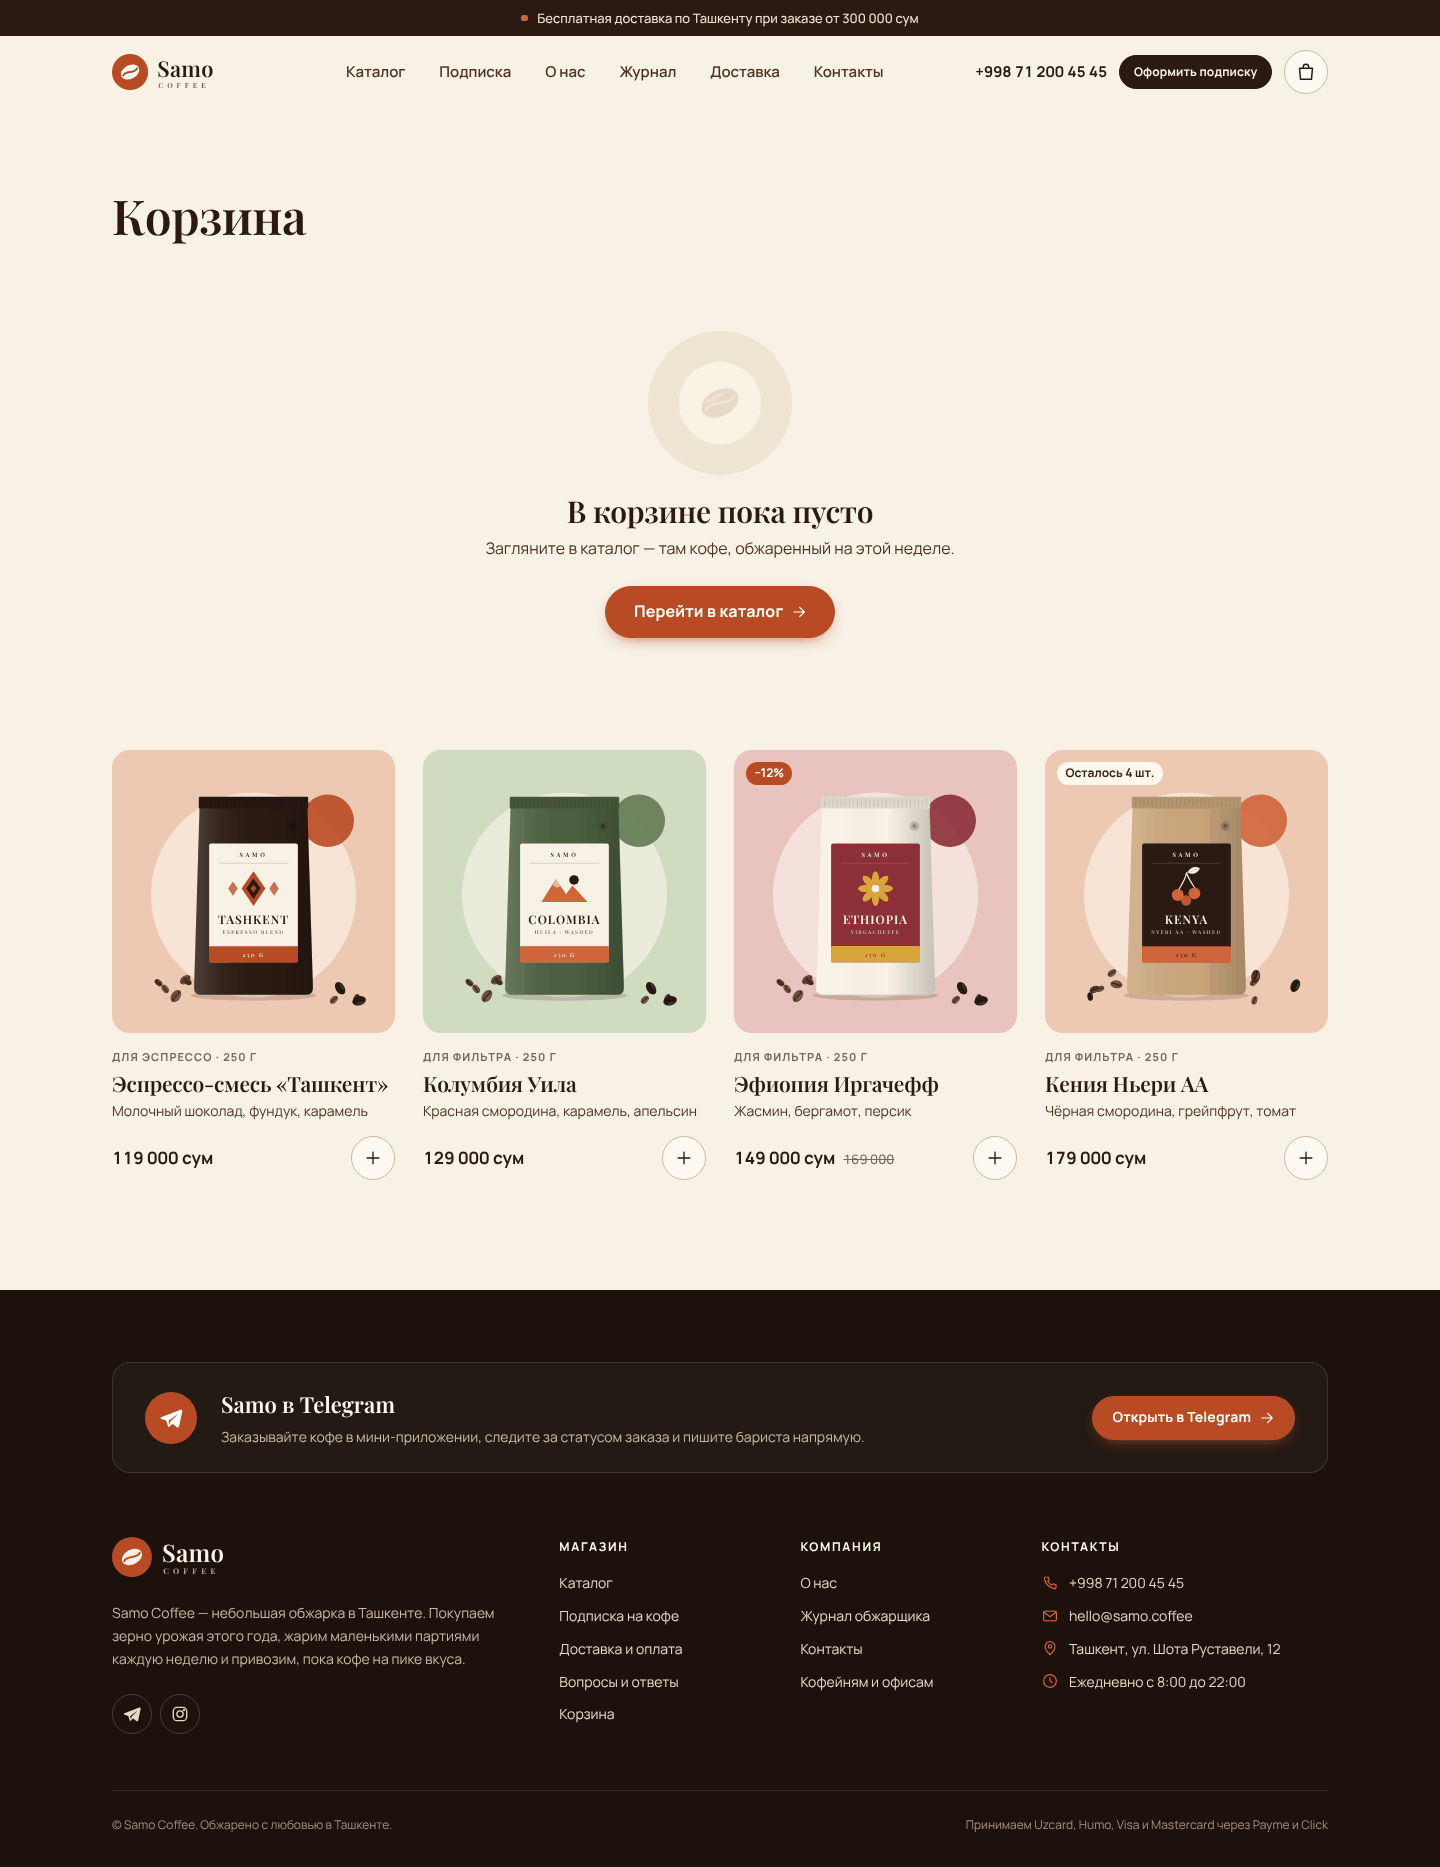 Бесплатная доставка по Ташкенту при заказе от 300 000 сум
Samo
COFFEE
Каталог
Подписка
О нас
Журнал
Доставка
Контакты
+998 71 200 45 45
Оформить подписку
Корзина
В корзине пока пусто
Загляните в каталог — там кофе, обжаренный на этой неделе.
Перейти в каталог
SAMO
TASHKENT
ESPRESSO BLEND
250 G
SAMO
COLOMBIA
HUILA · WASHED
250 G
−12%
SAMO
ETHIOPIA
YIRGACHEFFE
250 G
Осталось 4 шт.
SAMO
KENYA
NYERI AA · WASHED
250 G
ДЛЯ ЭСПРЕССО · 250 Г
Эспрессо-смесь «Ташкент»
Молочный шоколад, фундук, карамель
119 000 сум
ДЛЯ ФИЛЬТРА · 250 Г
Колумбия Уила
Красная смородина, карамель, апельсин
129 000 сум
ДЛЯ ФИЛЬТРА · 250 Г
Эфиопия Иргачефф
Жасмин, бергамот, персик
149 000 сум 169 000
ДЛЯ ФИЛЬТРА · 250 Г
Кения Ньери AA
Чёрная смородина, грейпфрут, томат
179 000 сум
Samo в Telegram
Заказывайте кофе в мини-приложении, следите за статусом заказа и пишите бариста напрямую.
Открыть в Telegram
Samo
COFFEE
Samo Coffee — небольшая обжарка в Ташкенте. Покупаем
зерно урожая этого года, жарим маленькими партиями
каждую неделю и привозим, пока кофе на пике вкуса.
МАГАЗИН
Каталог
Подписка на кофе
Доставка и оплата
Вопросы и ответы
Корзина
КОМПАНИЯ
О нас
Журнал обжарщика
Контакты
Кофейням и офисам
КОНТАКТЫ
+998 71 200 45 45
hello@samo.coffee
Ташкент, ул. Шота Руставели, 12
Ежедневно с 8:00 до 22:00
© Samo Coffee. Обжарено с любовью в Ташкенте.
Принимаем Uzcard, Humo, Visa и Mastercard через Payme и Click